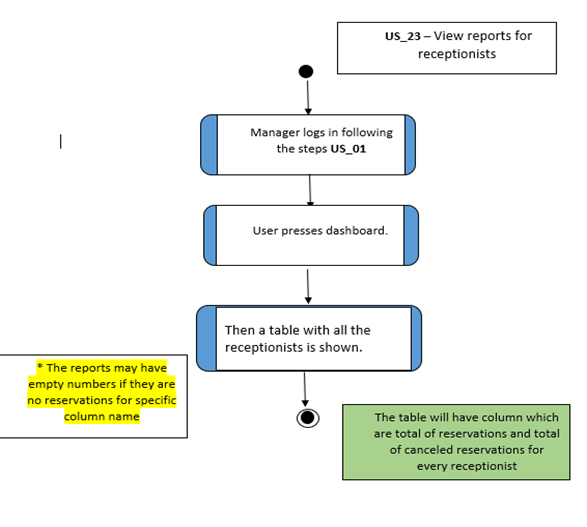 US_23 – View reports for
receptionists
Manager logs in following
the steps US_01
User presses dashboard.
Then a table with all the
receptionists is shown.
* The reports may have
empty numbers if they are
no reservations for specific
column name
The table will have column which
are total of reservations and total
of canceled reservations for
every receptionist